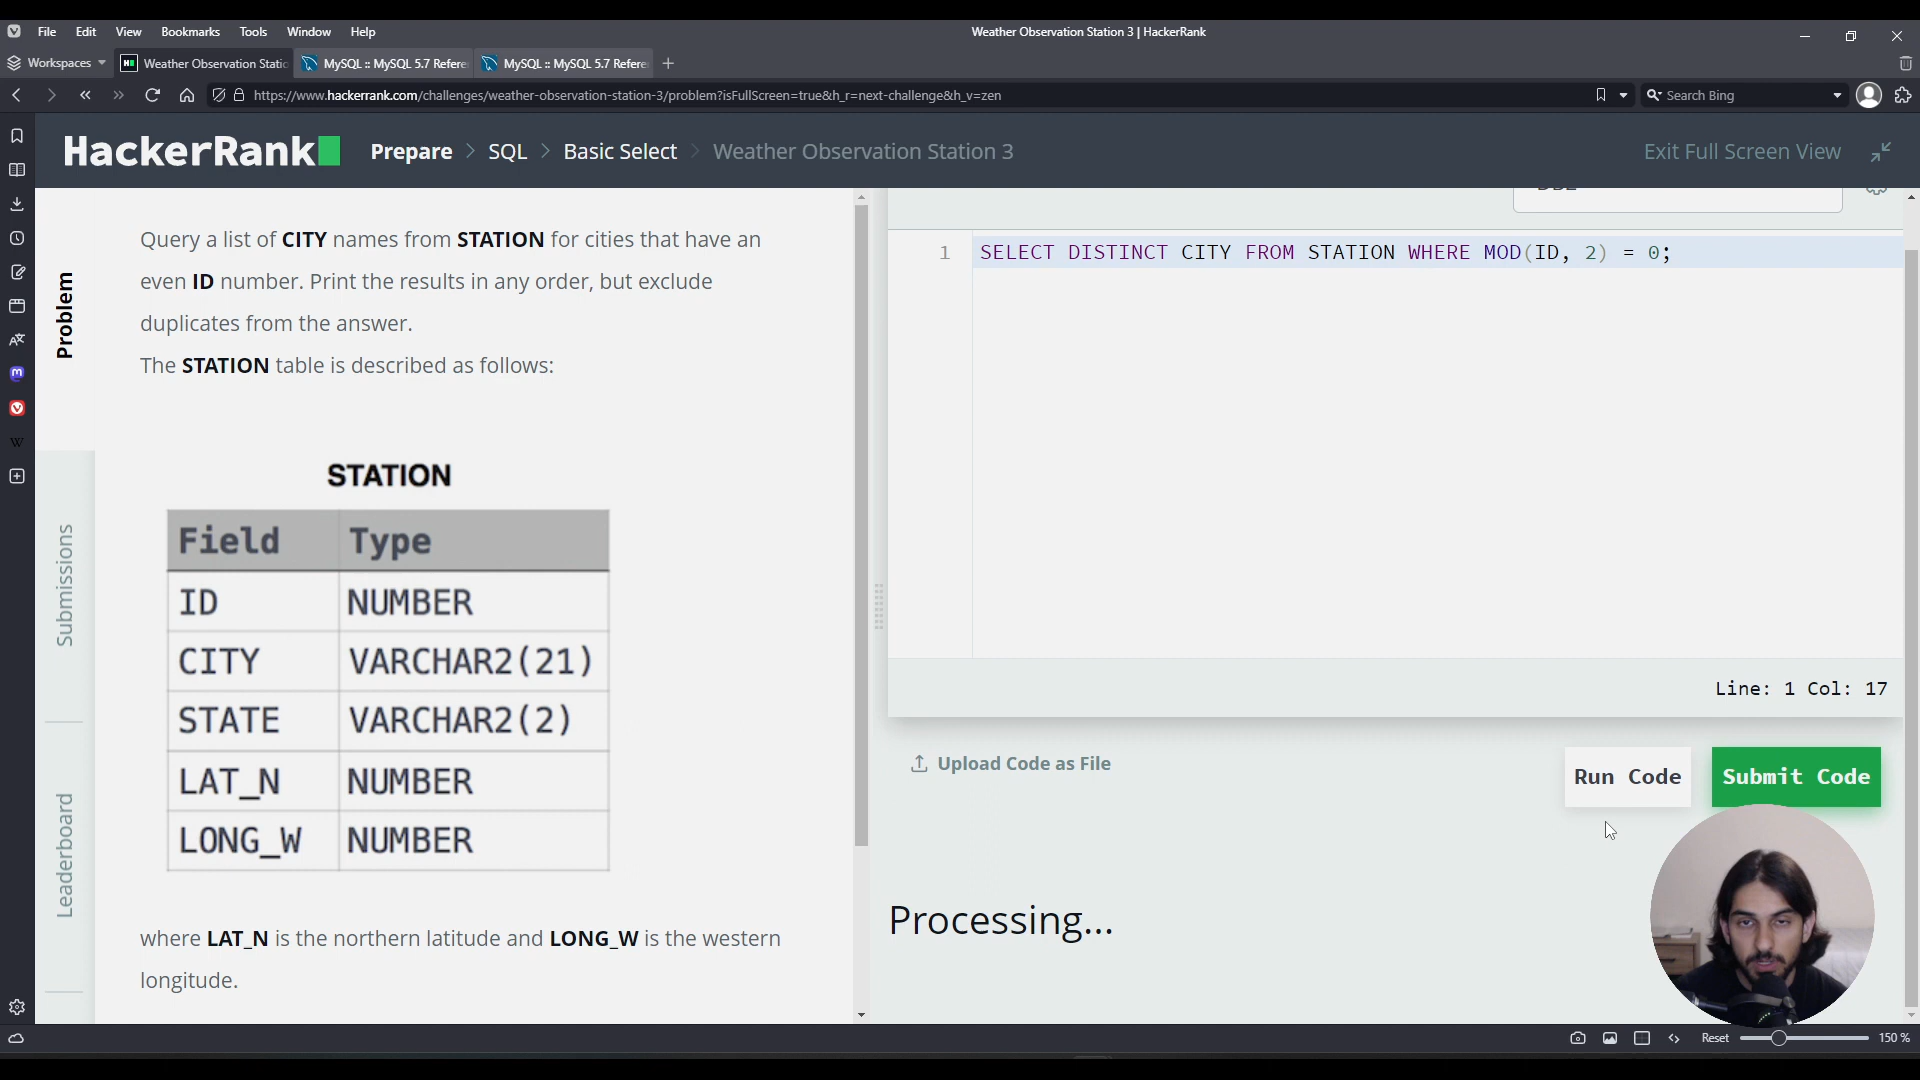 File Edit View Bookmarks Tools Window Help
Weather Observation Station 3 | HackerRank
Workspaces
Weather Observation Static
MySQL :: MySQL 5.7 Refere
MySQL :: MySQL 5.7 Refere
https://www.hackerrank.com/challenges/weather-observation-station-3/problem?isFullScreen=true&h_r=next-challenge&h_v=zen
Search Bing
HackerRank
Prepare > SQL > Basic Select > Weather Observation Station 3
Exit Full Screen View
Problem
Submissions
Leaderboard
Query a list of CITY names from STATION for cities that have an
even ID number. Print the results in any order, but exclude
duplicates from the answer.
The STATION table is described as follows:
STATION
Field Type
ID NUMBER
CITY VARCHAR2(21)
STATE VARCHAR2(2)
LAT_N NUMBER
LONG_W NUMBER
where LAT_N is the northern latitude and LONG_W is the western
longitude.
1 SELECT DISTINCT CITY FROM STATION WHERE MOD(ID, 2) = 0;
Line: 1 Col: 17
Upload Code as File
Run Code
Submit Code
Processing...
Reset
150 %